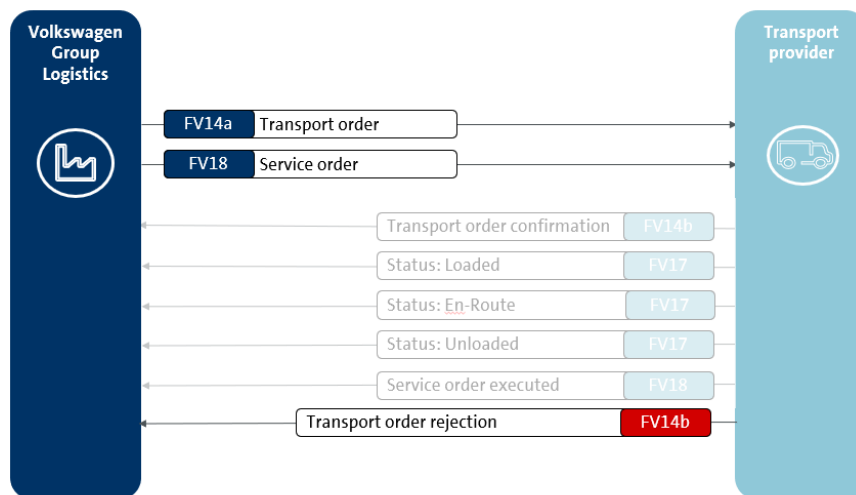 Volkswagen
Group
Logistics
Transport
provider
FV14a Transport order
FV18 Service order
Transport order confirmation FV14b
Status: Loaded FV17
Status: En-Route FV17
Status: Unloaded FV17
Service order executed FV18
Transport order rejection FV14b